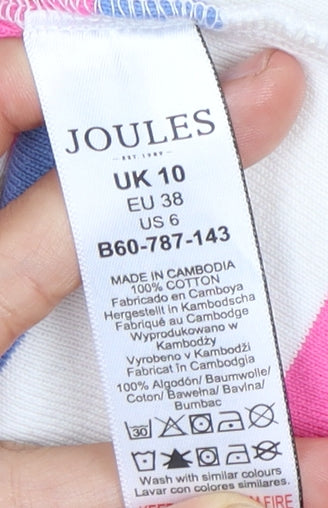 JOULES
EST. 1989
UK 10
EU 38
US 6
B60-787-143
MADE IN CAMBODIA
100% COTTON
Fabricado en Camboya
Hergestellt in Kambodscha
Fabriqué au Cambodge
Wyprodukowano w
Kambodży
Vyrobeno v Kambodži
Fabricat în Cambodgia
100% Algodón/ Baumwolle/
Coton/ Bawełna/ Bavlna/
Bumbac
30
Wash with similar colours
Lavar con colores similares.
FIRE